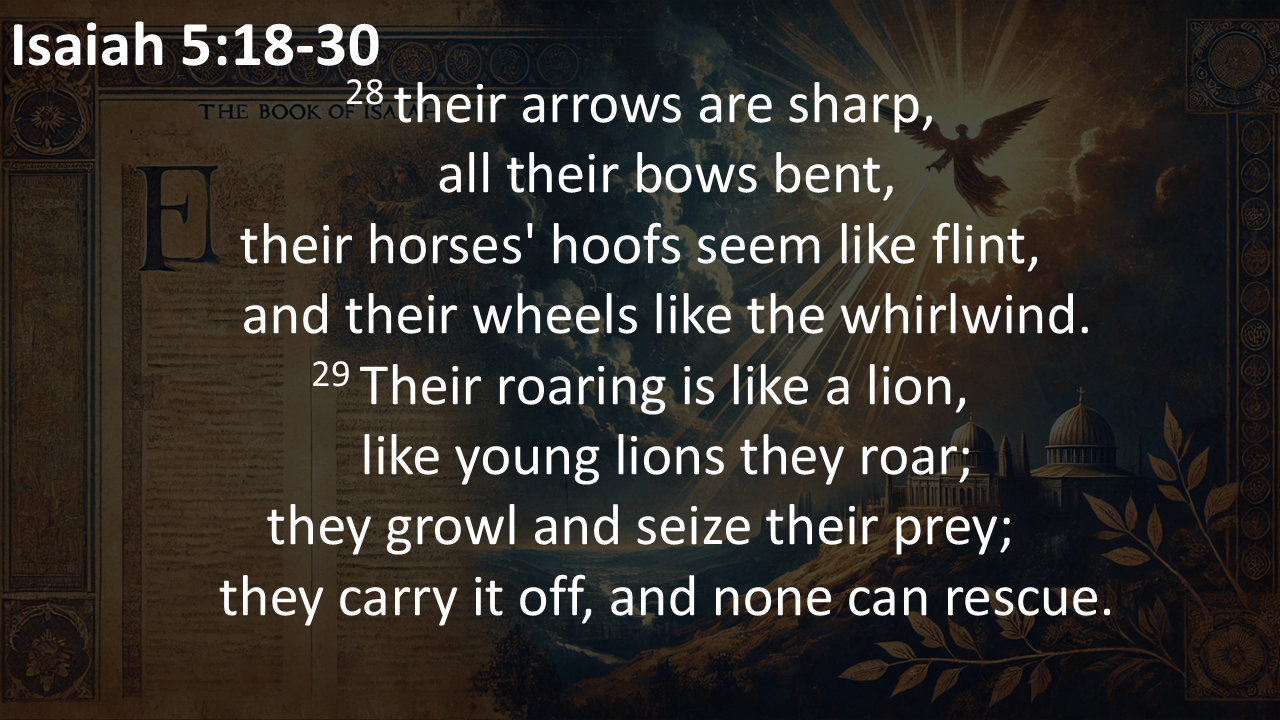 Isaiah 5:18-30
THE BOOK OF ISAIAH
28 their arrows are sharp,
all their bows bent,
E
their horses' hoofs seem like flint,
and their wheels like the whirlwind.
29 Their roaring is like a lion,
like young lions they roar;
they growl and seize their prey;
they carry it off, and none can rescue.